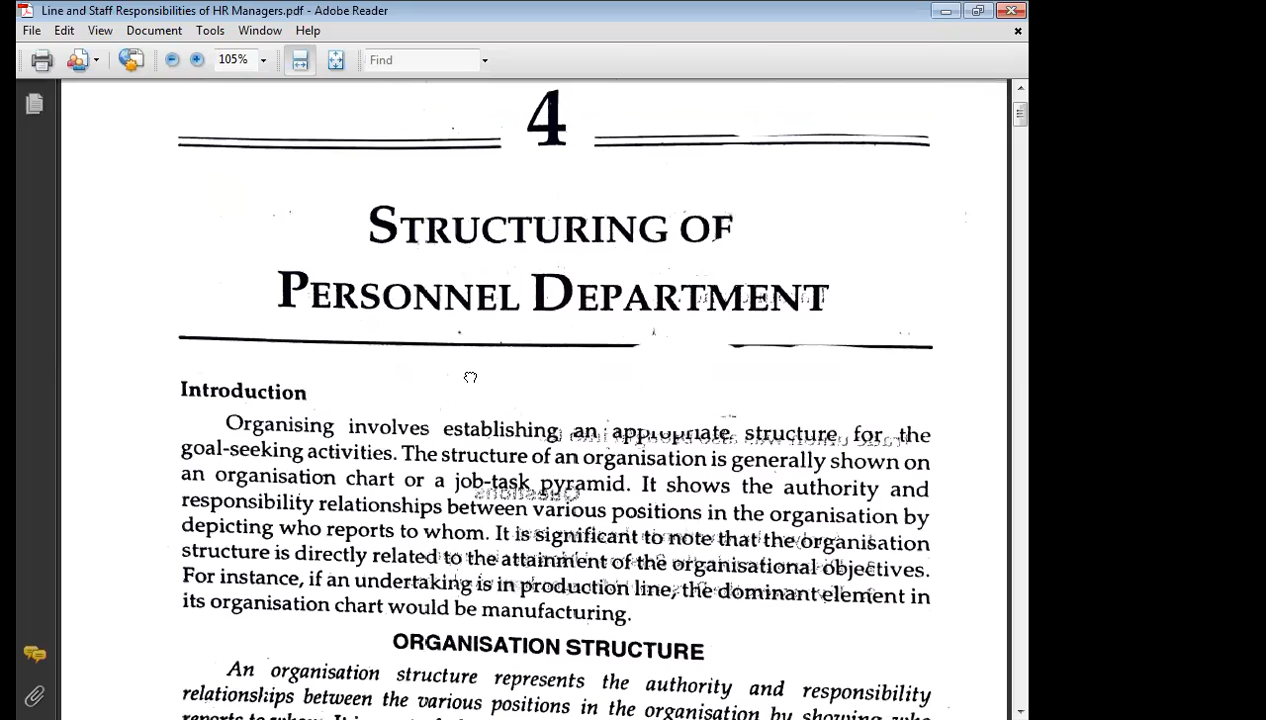 Line and Staff Responsibilities of HR Managers.pdf - Adobe Reader
File Edit View Document Tools Window Help
105% Find
4
STRUCTURING OF
PERSONNEL DEPARTMENT
Introduction
Organising involves establishing an appropriate structure for the
goal-seeking activities. The structure of an organisation is generally shown on
an organisation chart or a job-task pyramid. It shows the authority and
responsibility relationships between various positions in the organisation by
depicting who reports to whom. It is significant to note that the organisation
structure is directly related to the attainment of the organisational objectives.
For instance, if an undertaking is in production line, the dominant element in
its organisation chart would be manufacturing.
ORGANISATION STRUCTURE
An organisation structure represents the authority and responsibility
relationships between the various positions in the organisation by showing who
reports to whom. It is